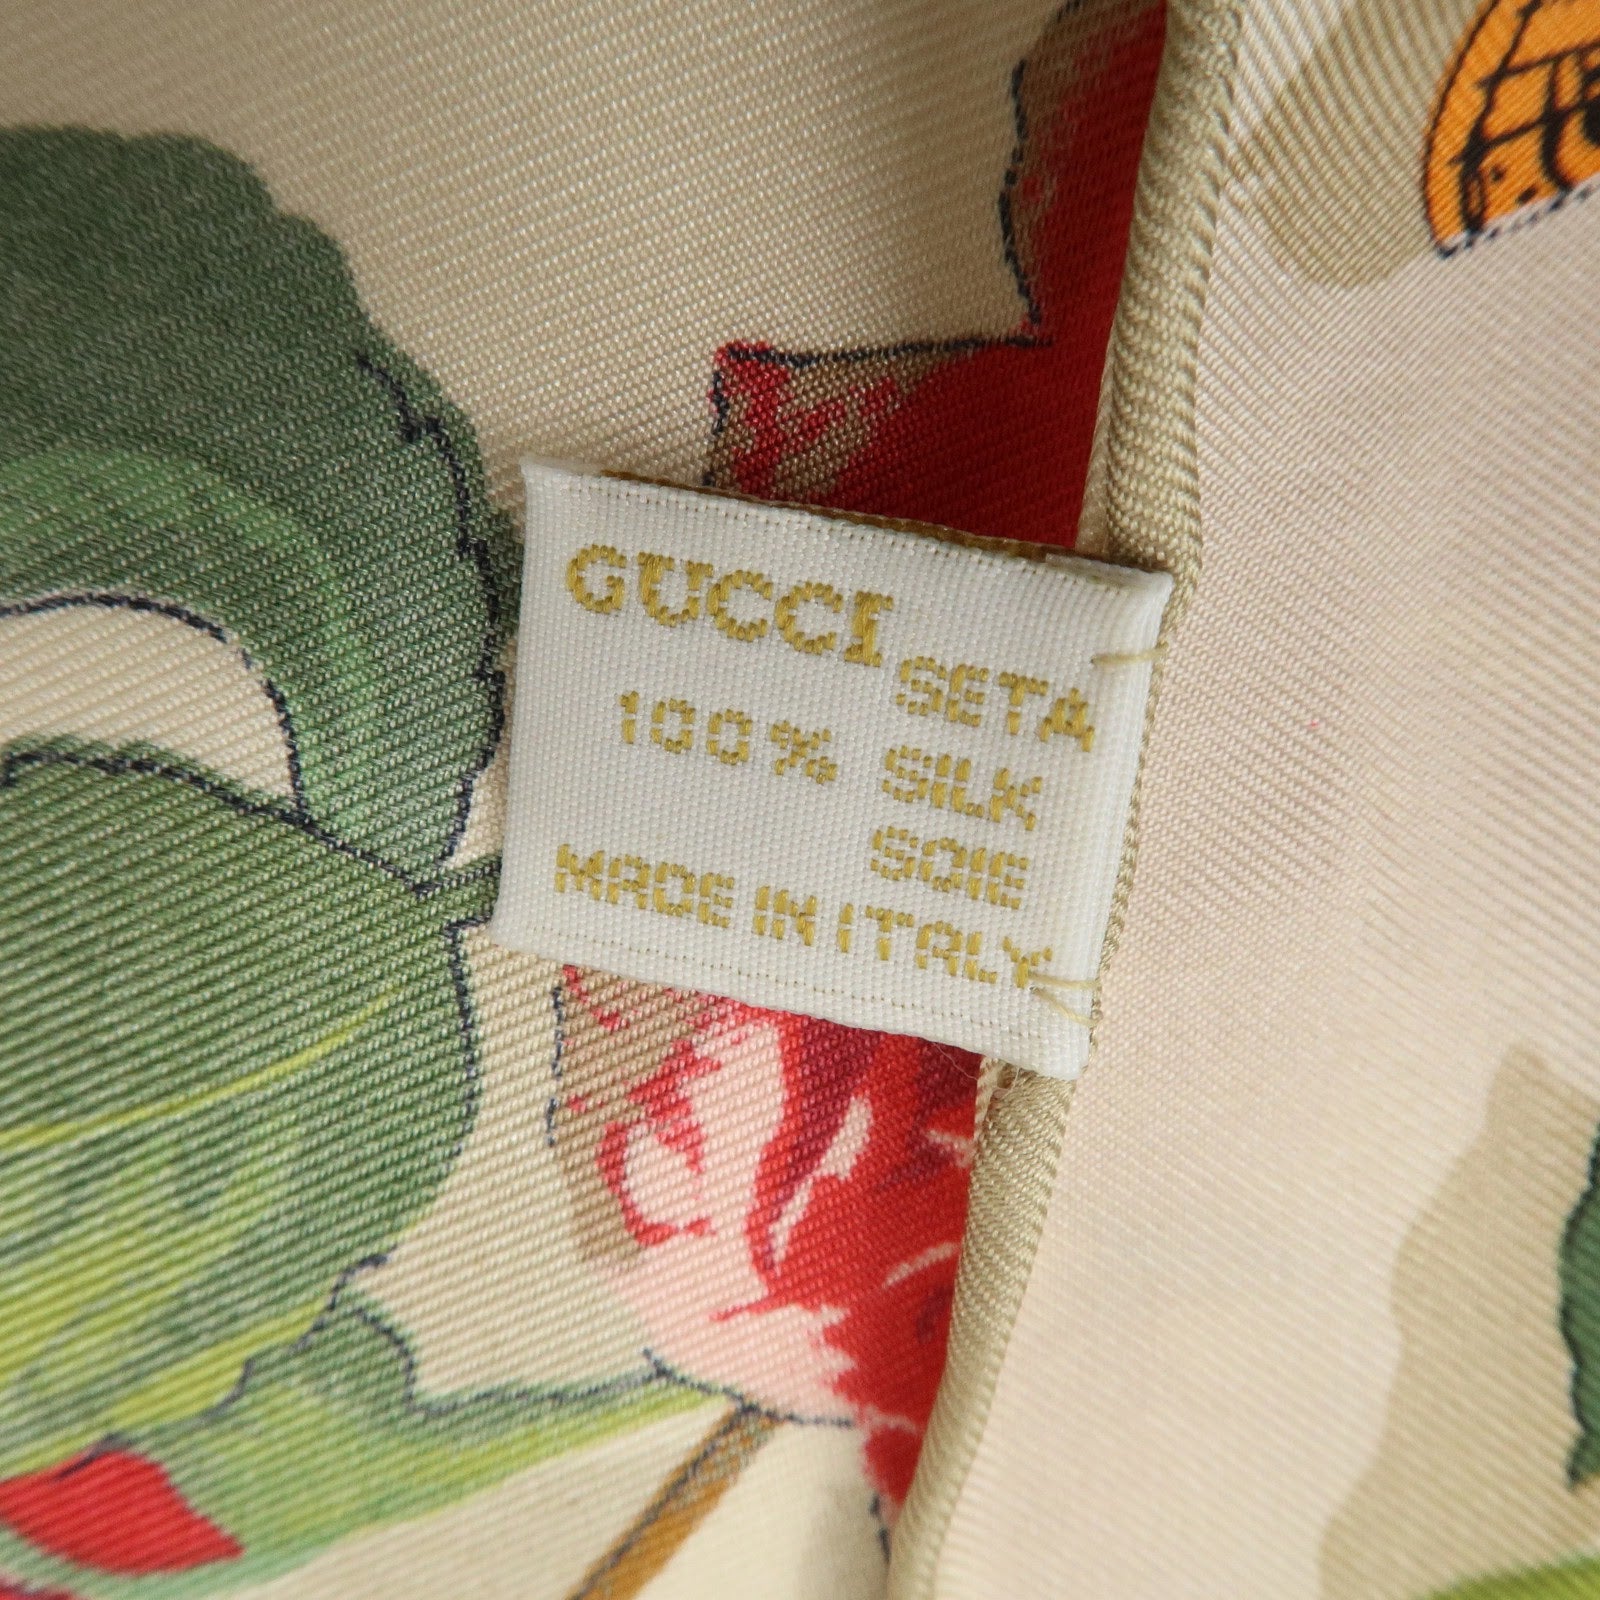 GUCCI
SETA
100% SILK
SOIE
MADE IN ITALY